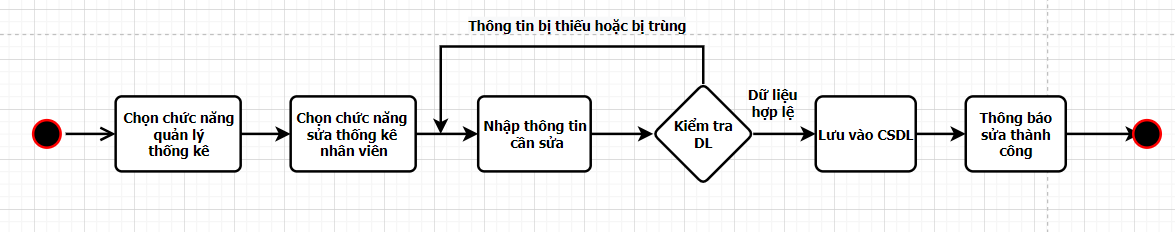 Thông tin bị thiếu hoặc bị trùng
Chọn chức năng
quản lý
thống kê
Chọn chức năng
sửa thống kê
nhân viên
Nhập thông tin
cần sửa
Kiểm tra
DL
Dữ liệu
hợp lệ
Lưu vào CSDL
Thông báo
sửa thành
công